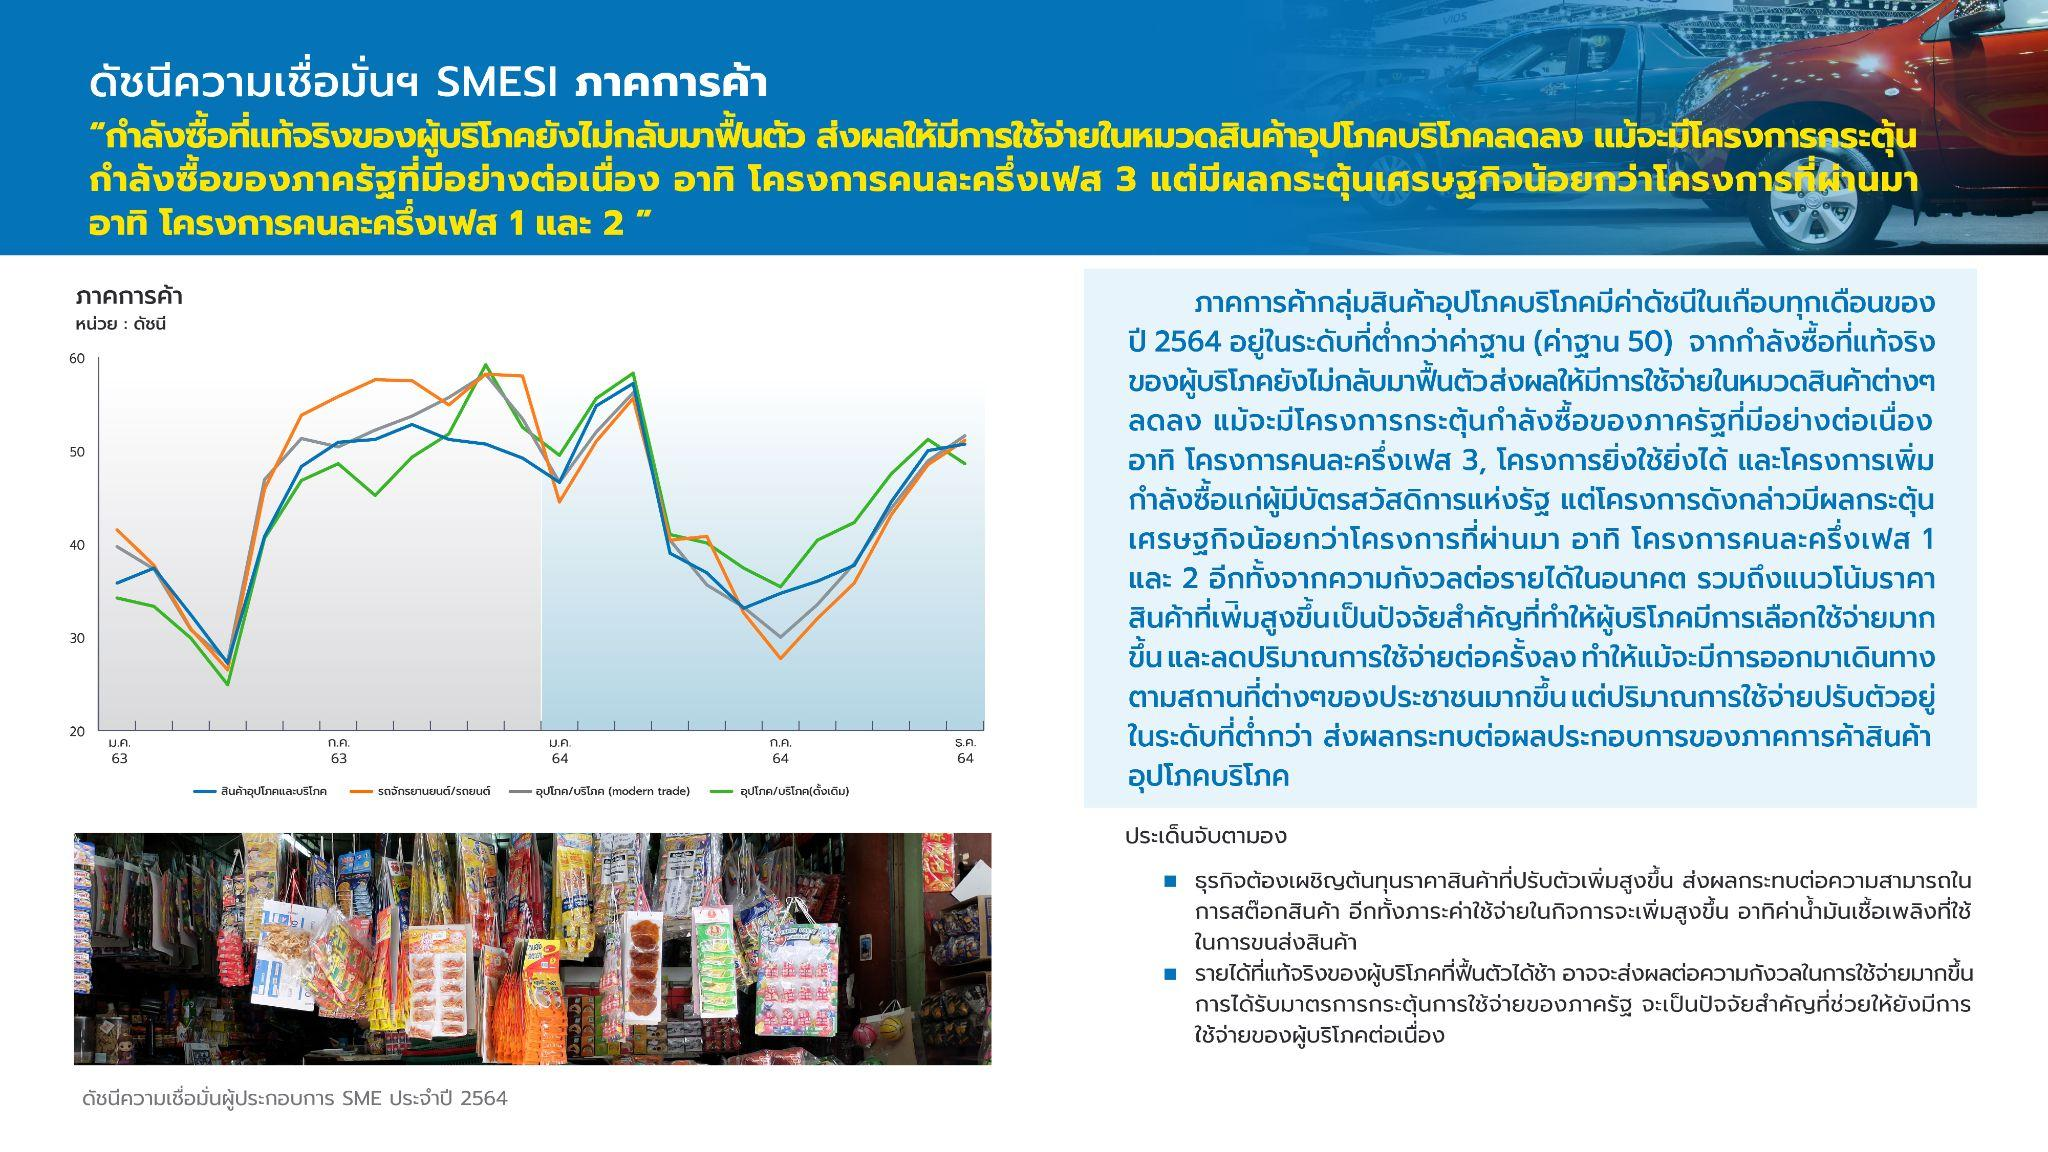 ดัชนีความเชื่อมั่นฯ SMESI ภาคการค้า
“กำลังซื้อที่แท้จริงของผู้บริโภคยังไม่กลับมาฟื้นตัว ส่งผลให้มีการใช้จ่ายในหมวดสินค้าอุปโภคบริโภคลดลง แม้จะมีโครงการกระตุ้น
กำลังซื้อของภาครัฐที่มีอย่างต่อเนื่อง อาทิ โครงการคนละครึ่งเฟส 3 แต่มีผลกระตุ้นเศรษฐกิจน้อยกว่าโครงการที่ผ่านมา
อาทิ โครงการคนละครึ่งเฟส 1 และ 2 ”
ภาคการค้า
หน่วย : ดัชนี
60
50
40
30
20
ม.ค. ก.ค. ม.ค. ก.ค. ธ.ค.
63 63 64 64 64
สินค้าอุปโภคและบริโภค รถจักรยานยนต์/รถยนต์ อุปโภค/บริโภค (modern trade) อุปโภค/บริโภค(ดั้งเดิม)
ภาคการค้ากลุ่มสินค้าอุปโภคบริโภคมีค่าดัชนีในเกือบทุกเดือนของ
ปี 2564 อยู่ในระดับที่ต่ำกว่าค่าฐาน (ค่าฐาน 50) จากกำลังซื้อที่แท้จริง
ของผู้บริโภคยังไม่กลับมาฟื้นตัวส่งผลให้มีการใช้จ่ายในหมวดสินค้าต่างๆ
ลดลง แม้จะมีโครงการกระตุ้นกำลังซื้อของภาครัฐที่มีอย่างต่อเนื่อง
อาทิ โครงการคนละครึ่งเฟส 3, โครงการยิ่งใช้ยิ่งได้ และโครงการเพิ่ม
กำลังซื้อแก่ผู้มีบัตรสวัสดิการแห่งรัฐ แต่โครงการดังกล่าวมีผลกระตุ้น
เศรษฐกิจน้อยกว่าโครงการที่ผ่านมา อาทิ โครงการคนละครึ่งเฟส 1
และ 2 อีกทั้งจากความกังวลต่อรายได้ในอนาคต รวมถึงแนวโน้มราคา
สินค้าที่เพิ่มสูงขึ้นเป็นปัจจัยสำคัญที่ทำให้ผู้บริโภคมีการเลือกใช้จ่ายมาก
ขึ้น และลดปริมาณการใช้จ่ายต่อครั้งลง ทำให้แม้จะมีการออกมาเดินทาง
ตามสถานที่ต่างๆของประชาชนมากขึ้น แต่ปริมาณการใช้จ่ายปรับตัวอยู่
ในระดับที่ต่ำกว่า ส่งผลกระทบต่อผลประกอบการของภาคการค้าสินค้า
อุปโภคบริโภค
ประเด็นจับตามอง
ธุรกิจต้องเผชิญต้นทุนราคาสินค้าที่ปรับตัวเพิ่มสูงขึ้น ส่งผลกระทบต่อความสามารถใน
การสต๊อกสินค้า อีกทั้งภาระค่าใช้จ่ายในกิจการจะเพิ่มสูงขึ้น อาทิค่าน้ำมันเชื้อเพลิงที่ใช้
ในการขนส่งสินค้า
รายได้ที่แท้จริงของผู้บริโภคที่ฟื้นตัวได้ช้า อาจจะส่งผลต่อความกังวลในการใช้จ่ายมากขึ้น
การได้รับมาตรการกระตุ้นการใช้จ่ายของภาครัฐ จะเป็นปัจจัยสำคัญที่ช่วยให้ยังมีการ
ใช้จ่ายของผู้บริโภคต่อเนื่อง
ดัชนีความเชื่อมั่นผู้ประกอบการ SME ประจำปี 2564